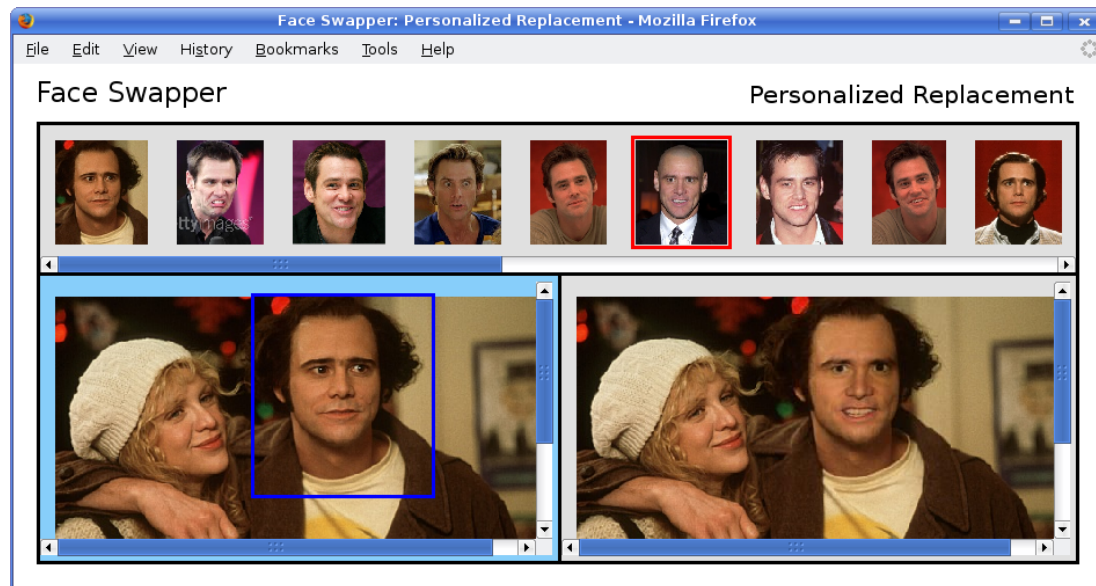 Face Swapper: Personalized Replacement - Mozilla Firefox
File Edit View History Bookmarks Tools Help
Face Swapper
Personalized Replacement
ttyimages